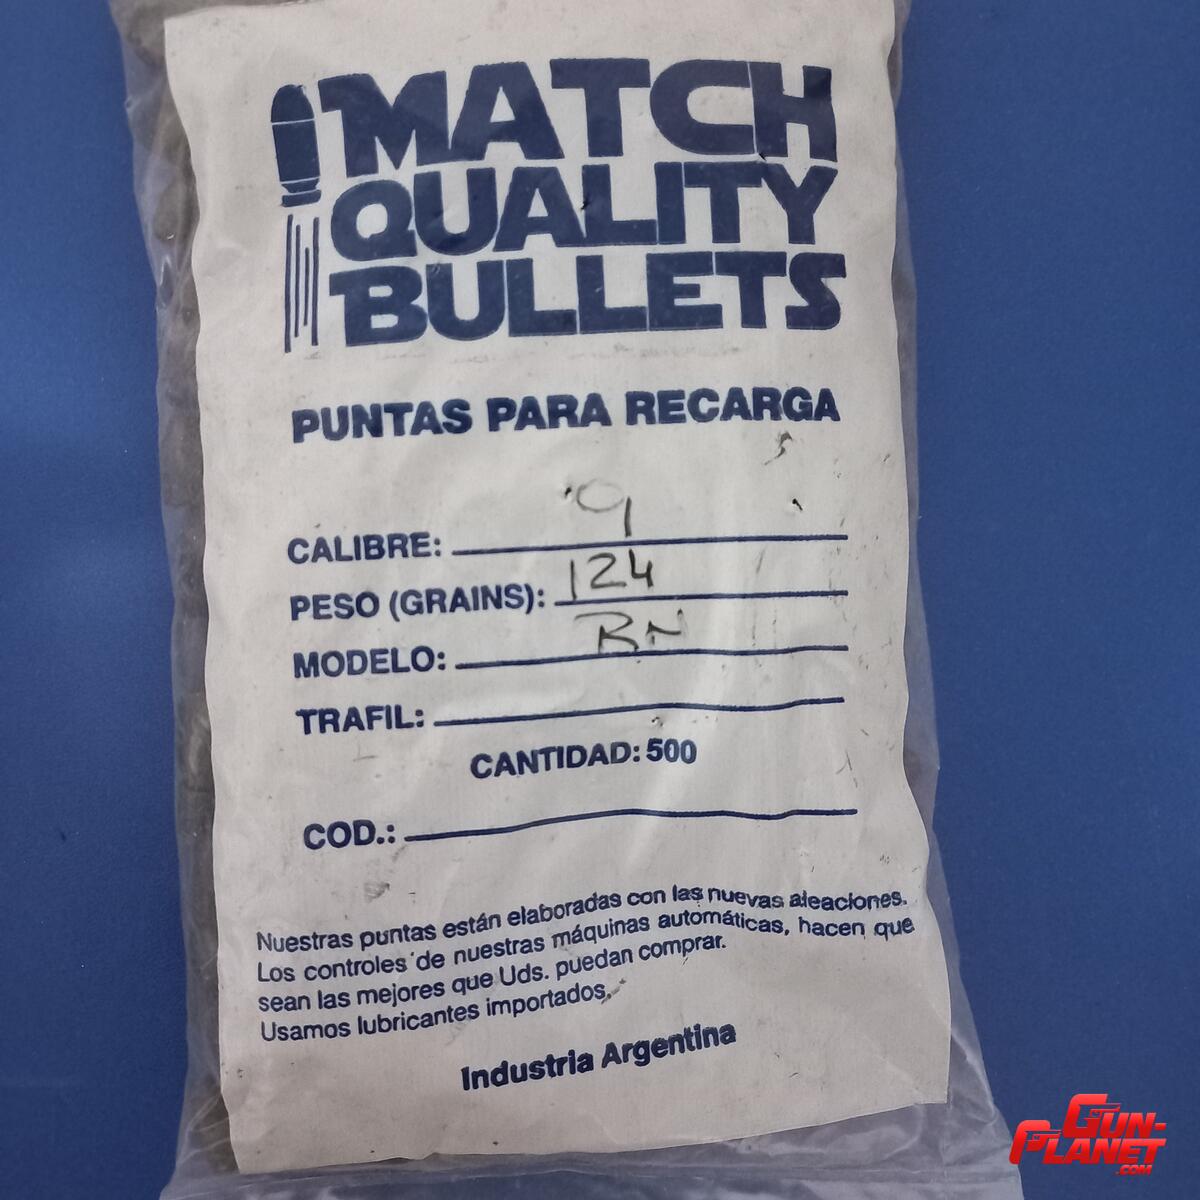 MATCH
QUALITY
BULLETS
PUNTAS PARA RECARGA
CALIBRE: 9
PESO (GRAINS): 124
MODELO: RN
TRAFIL:
CANTIDAD: 500
COD.:
Nuestras puntas están elaboradas con las nuevas aleaciones.
Los controles de nuestras máquinas automáticas, hacen que
sean las mejores que Uds. puedan comprar.
Usamos lubricantes importados.
Industria Argentina
GUN-
PLANET
.COM